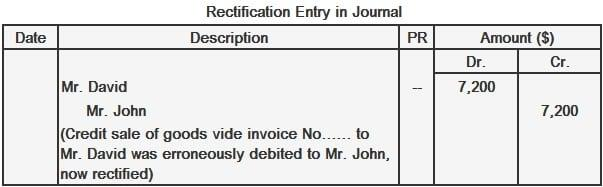 Rectification Entry in Journal
Date Description PR Amount ($)
Dr. Cr.
Mr. David -- 7,200
Mr. John 7,200
(Credit sale of goods vide invoice No...... to
Mr. David was erroneously debited to Mr. John,
now rectified)